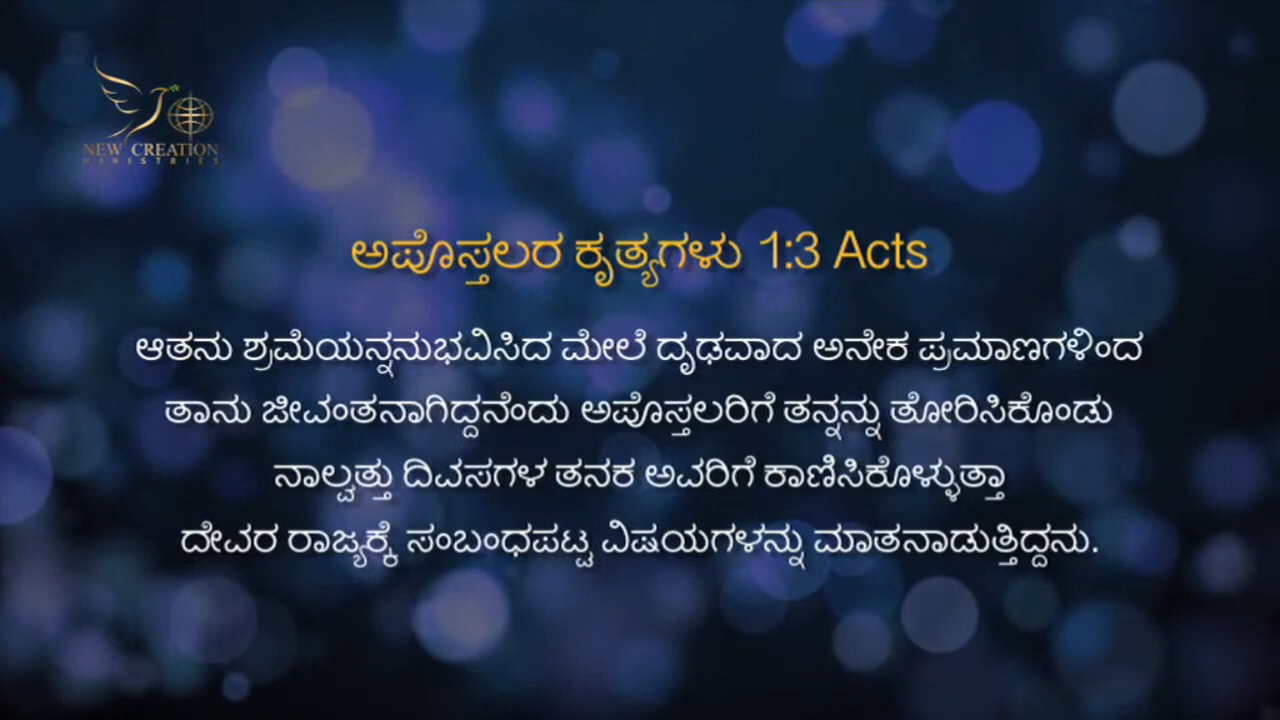 NEW CREATION
MINISTRIES
ಅಪೊಸ್ತಲರ ಕೃತ್ಯಗಳು 1:3 Acts
ಆತನು ಶ್ರಮೆಯನ್ನನುಭವಿಸಿದ ಮೇಲೆ ದೃಢವಾದ ಅನೇಕ ಪ್ರಮಾಣಗಳಿಂದ
ತಾನು ಜೀವಂತನಾಗಿದ್ದನೆಂದು ಅಪೊಸ್ತಲರಿಗೆ ತನ್ನನ್ನು ತೋರಿಸಿಕೊಂಡು
ನಾಲ್ವತ್ತು ದಿವಸಗಳ ತನಕ ಅವರಿಗೆ ಕಾಣಿಸಿಕೊಳ್ಳುತ್ತಾ
ದೇವರ ರಾಜ್ಯಕ್ಕೆ ಸಂಬಂಧಪಟ್ಟ ವಿಷಯಗಳನ್ನು ಮಾತನಾಡುತ್ತಿದ್ದನು.